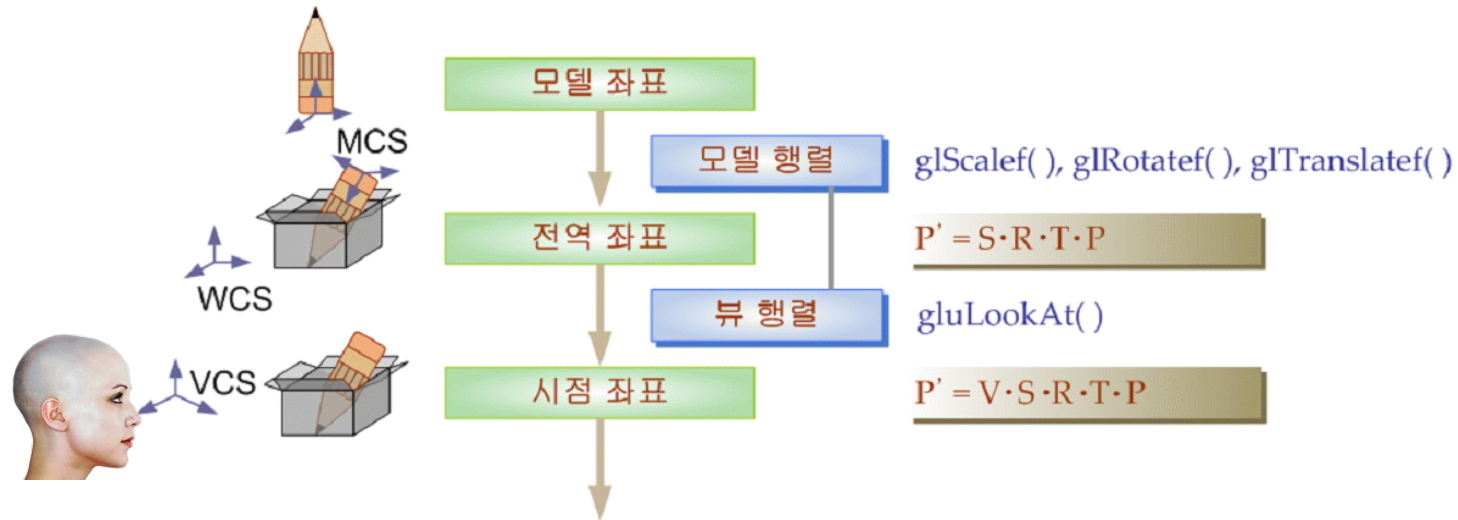 모델 좌표
MCS
모델 행렬
glScalef( ), glRotatef( ), glTranslatef( )
전역 좌표
P' = S·R·T·P
WCS
뷰 행렬
gluLookAt( )
VCS
시점 좌표
P' = V·S·R·T·P